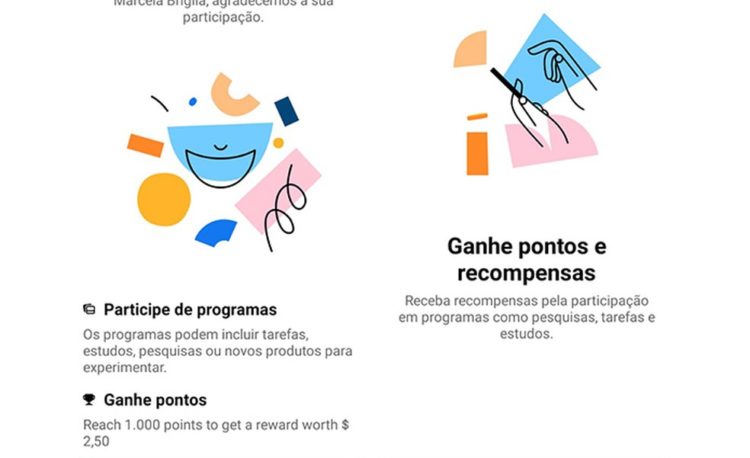 Marcela Briglia, agradecemos a sua
participação.
Participe de programas
Os programas podem incluir tarefas,
estudos, pesquisas ou novos produtos para
experimentar.
Ganhe pontos
Reach 1.000 points to get a reward worth $
2,50
Ganhe pontos e
recompensas
Receba recompensas pela participação
em programas como pesquisas, tarefas e
estudos.